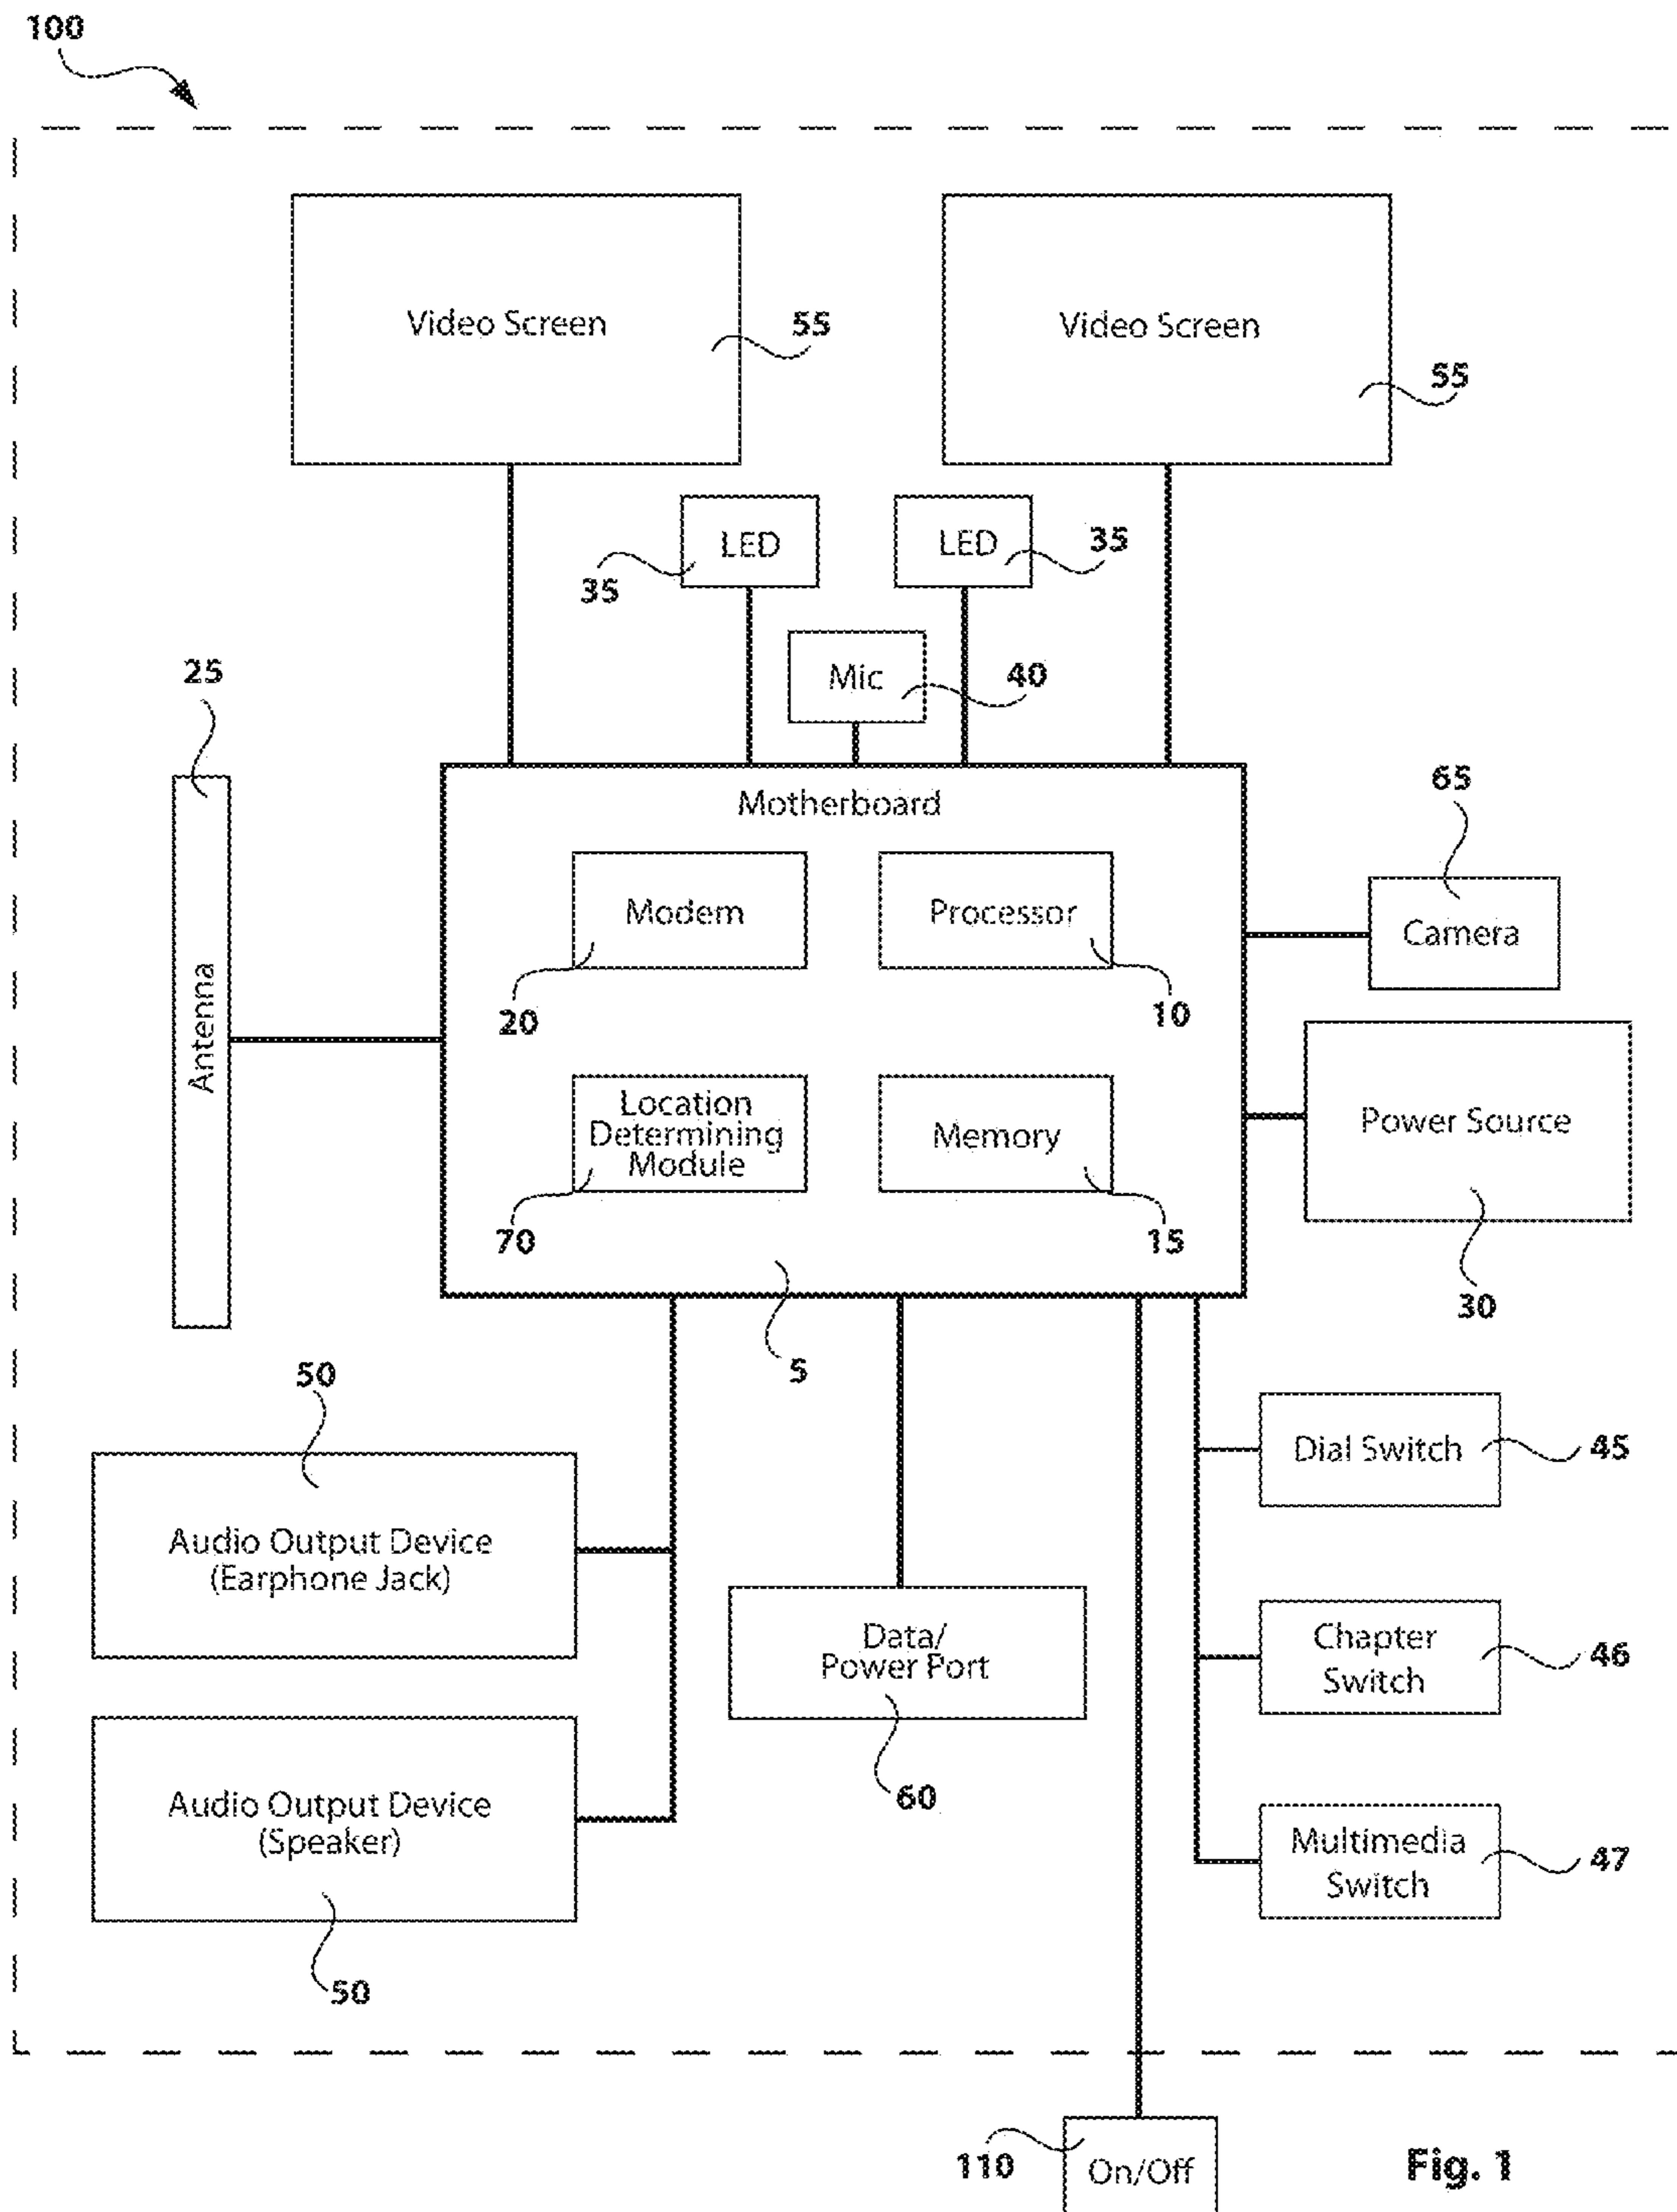 100
Video Screen
55
Video Screen
55
LED
35
LED
35
Mic
40
25
Antenna
Motherboard
Modem
20
Processor
10
Location
Determining
Module
70
Memory
15
5
65
Camera
Power Source
30
50
Audio Output Device
(Earphone Jack)
Audio Output Device
(Speaker)
50
Data/
Power Port
60
Dial Switch
45
Chapter
Switch
46
Multimedia
Switch
47
110
On/Off
Fig. 1